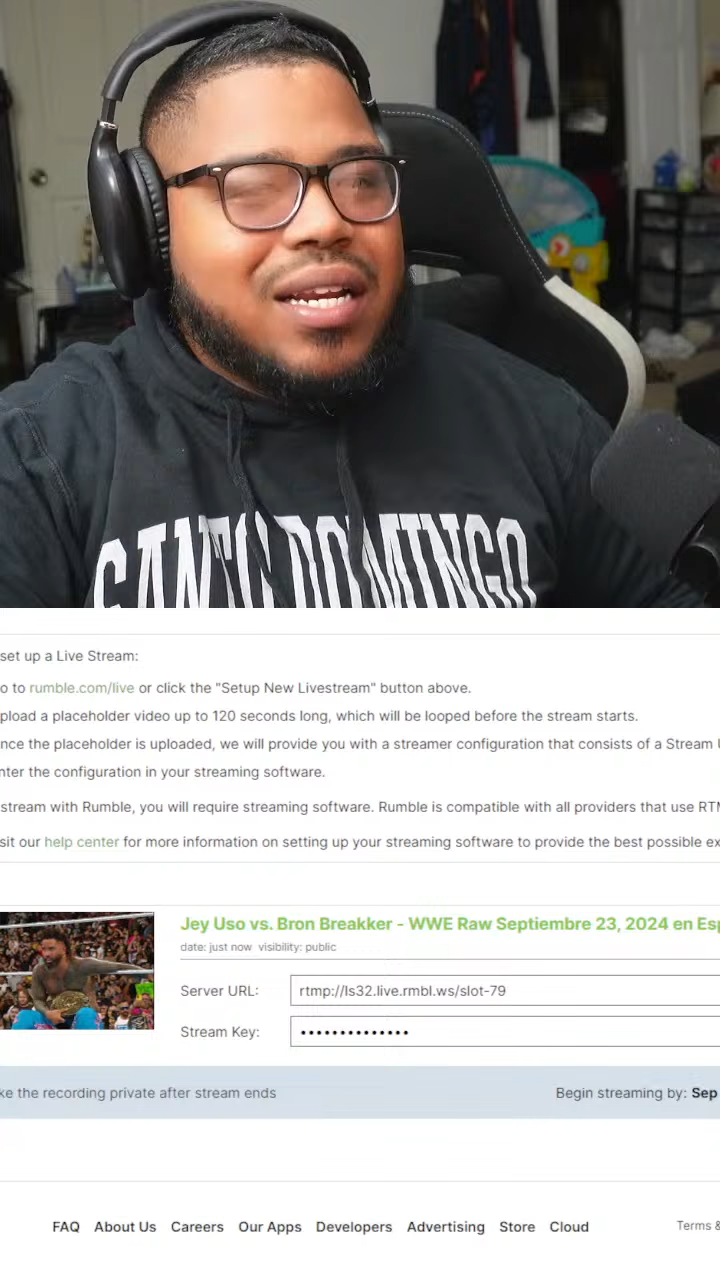 SANTO DOMINGO
set up a Live Stream:
o to rumble.com/live or click the "Setup New Livestream" button above.
pload a placeholder video up to 120 seconds long, which will be looped before the stream starts.
nce the placeholder is uploaded, we will provide you with a streamer configuration that consists of a Stream U
nter the configuration in your streaming software.
stream with Rumble, you will require streaming software. Rumble is compatible with all providers that use RTM
sit our help center for more information on setting up your streaming software to provide the best possible ex
Jey Uso vs. Bron Breakker - WWE Raw Septiembre 23, 2024 en Esp
date: just now visibility: public
Server URL: rtmp://ls32.live.rmbl.ws/slot-79
Stream Key: ••••••••••••••
ke the recording private after stream ends Begin streaming by: Sep
FAQ About Us Careers Our Apps Developers Advertising Store Cloud Terms &